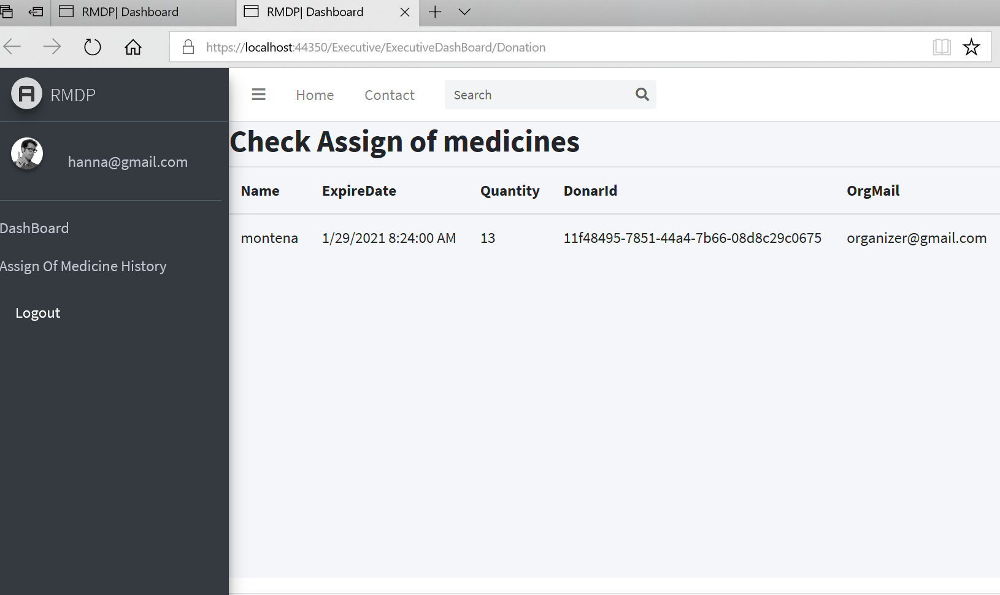 RMDP| Dashboard
RMDP| Dashboard
https://localhost:44350/Executive/ExecutiveDashBoard/Donation
RMDP
Home
Contact
Search
hanna@gmail.com
DashBoard
Assign Of Medicine History
Logout
Check Assign of medicines
Name ExpireDate Quantity DonarId OrgMail
montena 1/29/2021 8:24:00 AM 13 11f48495-7851-44a4-7b66-08d8c29c0675 organizer@gmail.com